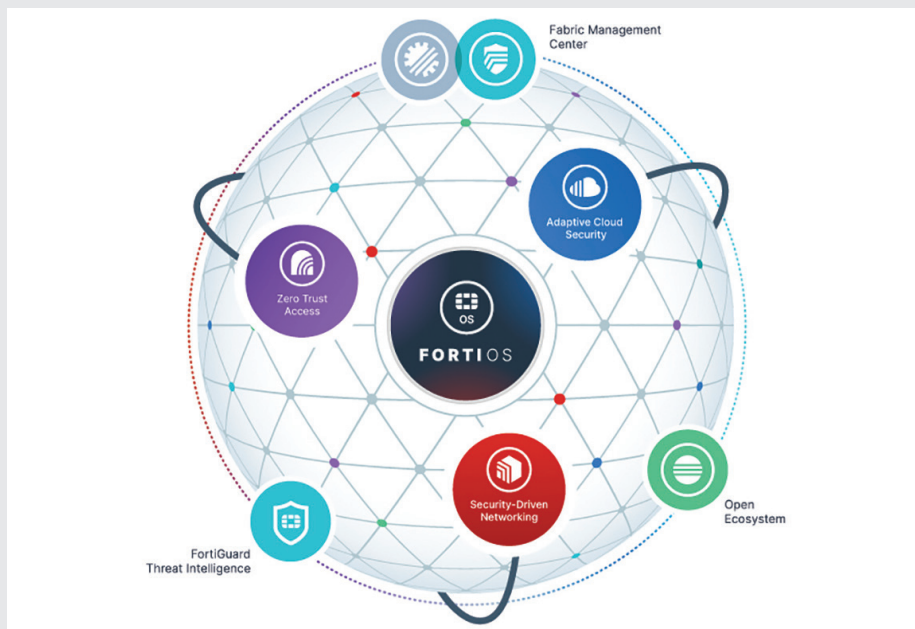 Fabric Management
Center
Adaptive Cloud
Security
Zero Trust
Access
OS
FORTIOS
Security-Driven
Networking
Open
Ecosystem
FortiGuard
Threat Intelligence